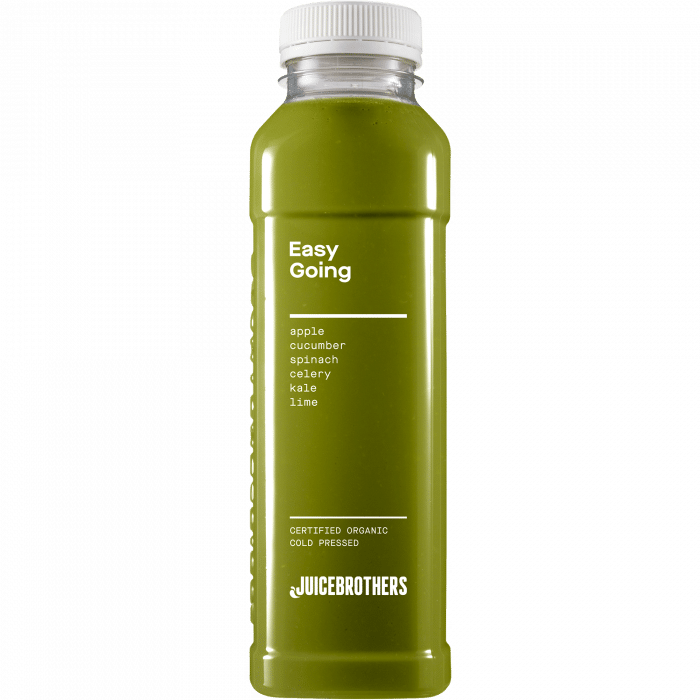 Easy
Going
apple
cucumber
spinach
celery
kale
lime
CERTIFIED ORGANIC
COLD PRESSED
JUICEBROTHERS